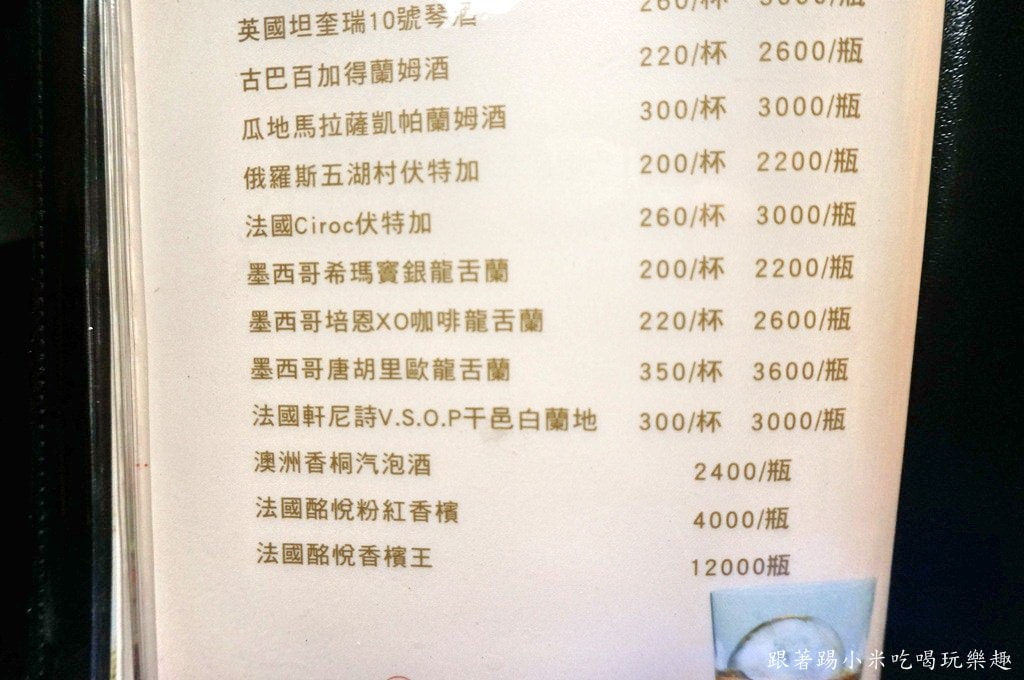 英國坦奎瑞10號琴酒 260/杯 3000/瓶
古巴百加得蘭姆酒 220/杯 2600/瓶
瓜地馬拉薩凱帕蘭姆酒 300/杯 3000/瓶
俄羅斯五湖村伏特加 200/杯 2200/瓶
法國Ciroc伏特加 260/杯 3000/瓶
墨西哥希瑪竇銀龍舌蘭 200/杯 2200/瓶
墨西哥培恩XO咖啡龍舌蘭 220/杯 2600/瓶
墨西哥唐胡里歐龍舌蘭 350/杯 3600/瓶
法國軒尼詩V.S.O.P干邑白蘭地 300/杯 3000/瓶
澳洲香桐汽泡酒 2400/瓶
法國酩悅粉紅香檳 4000/瓶
法國酩悅香檳王 12000瓶
跟著踢小米吃喝玩樂趣